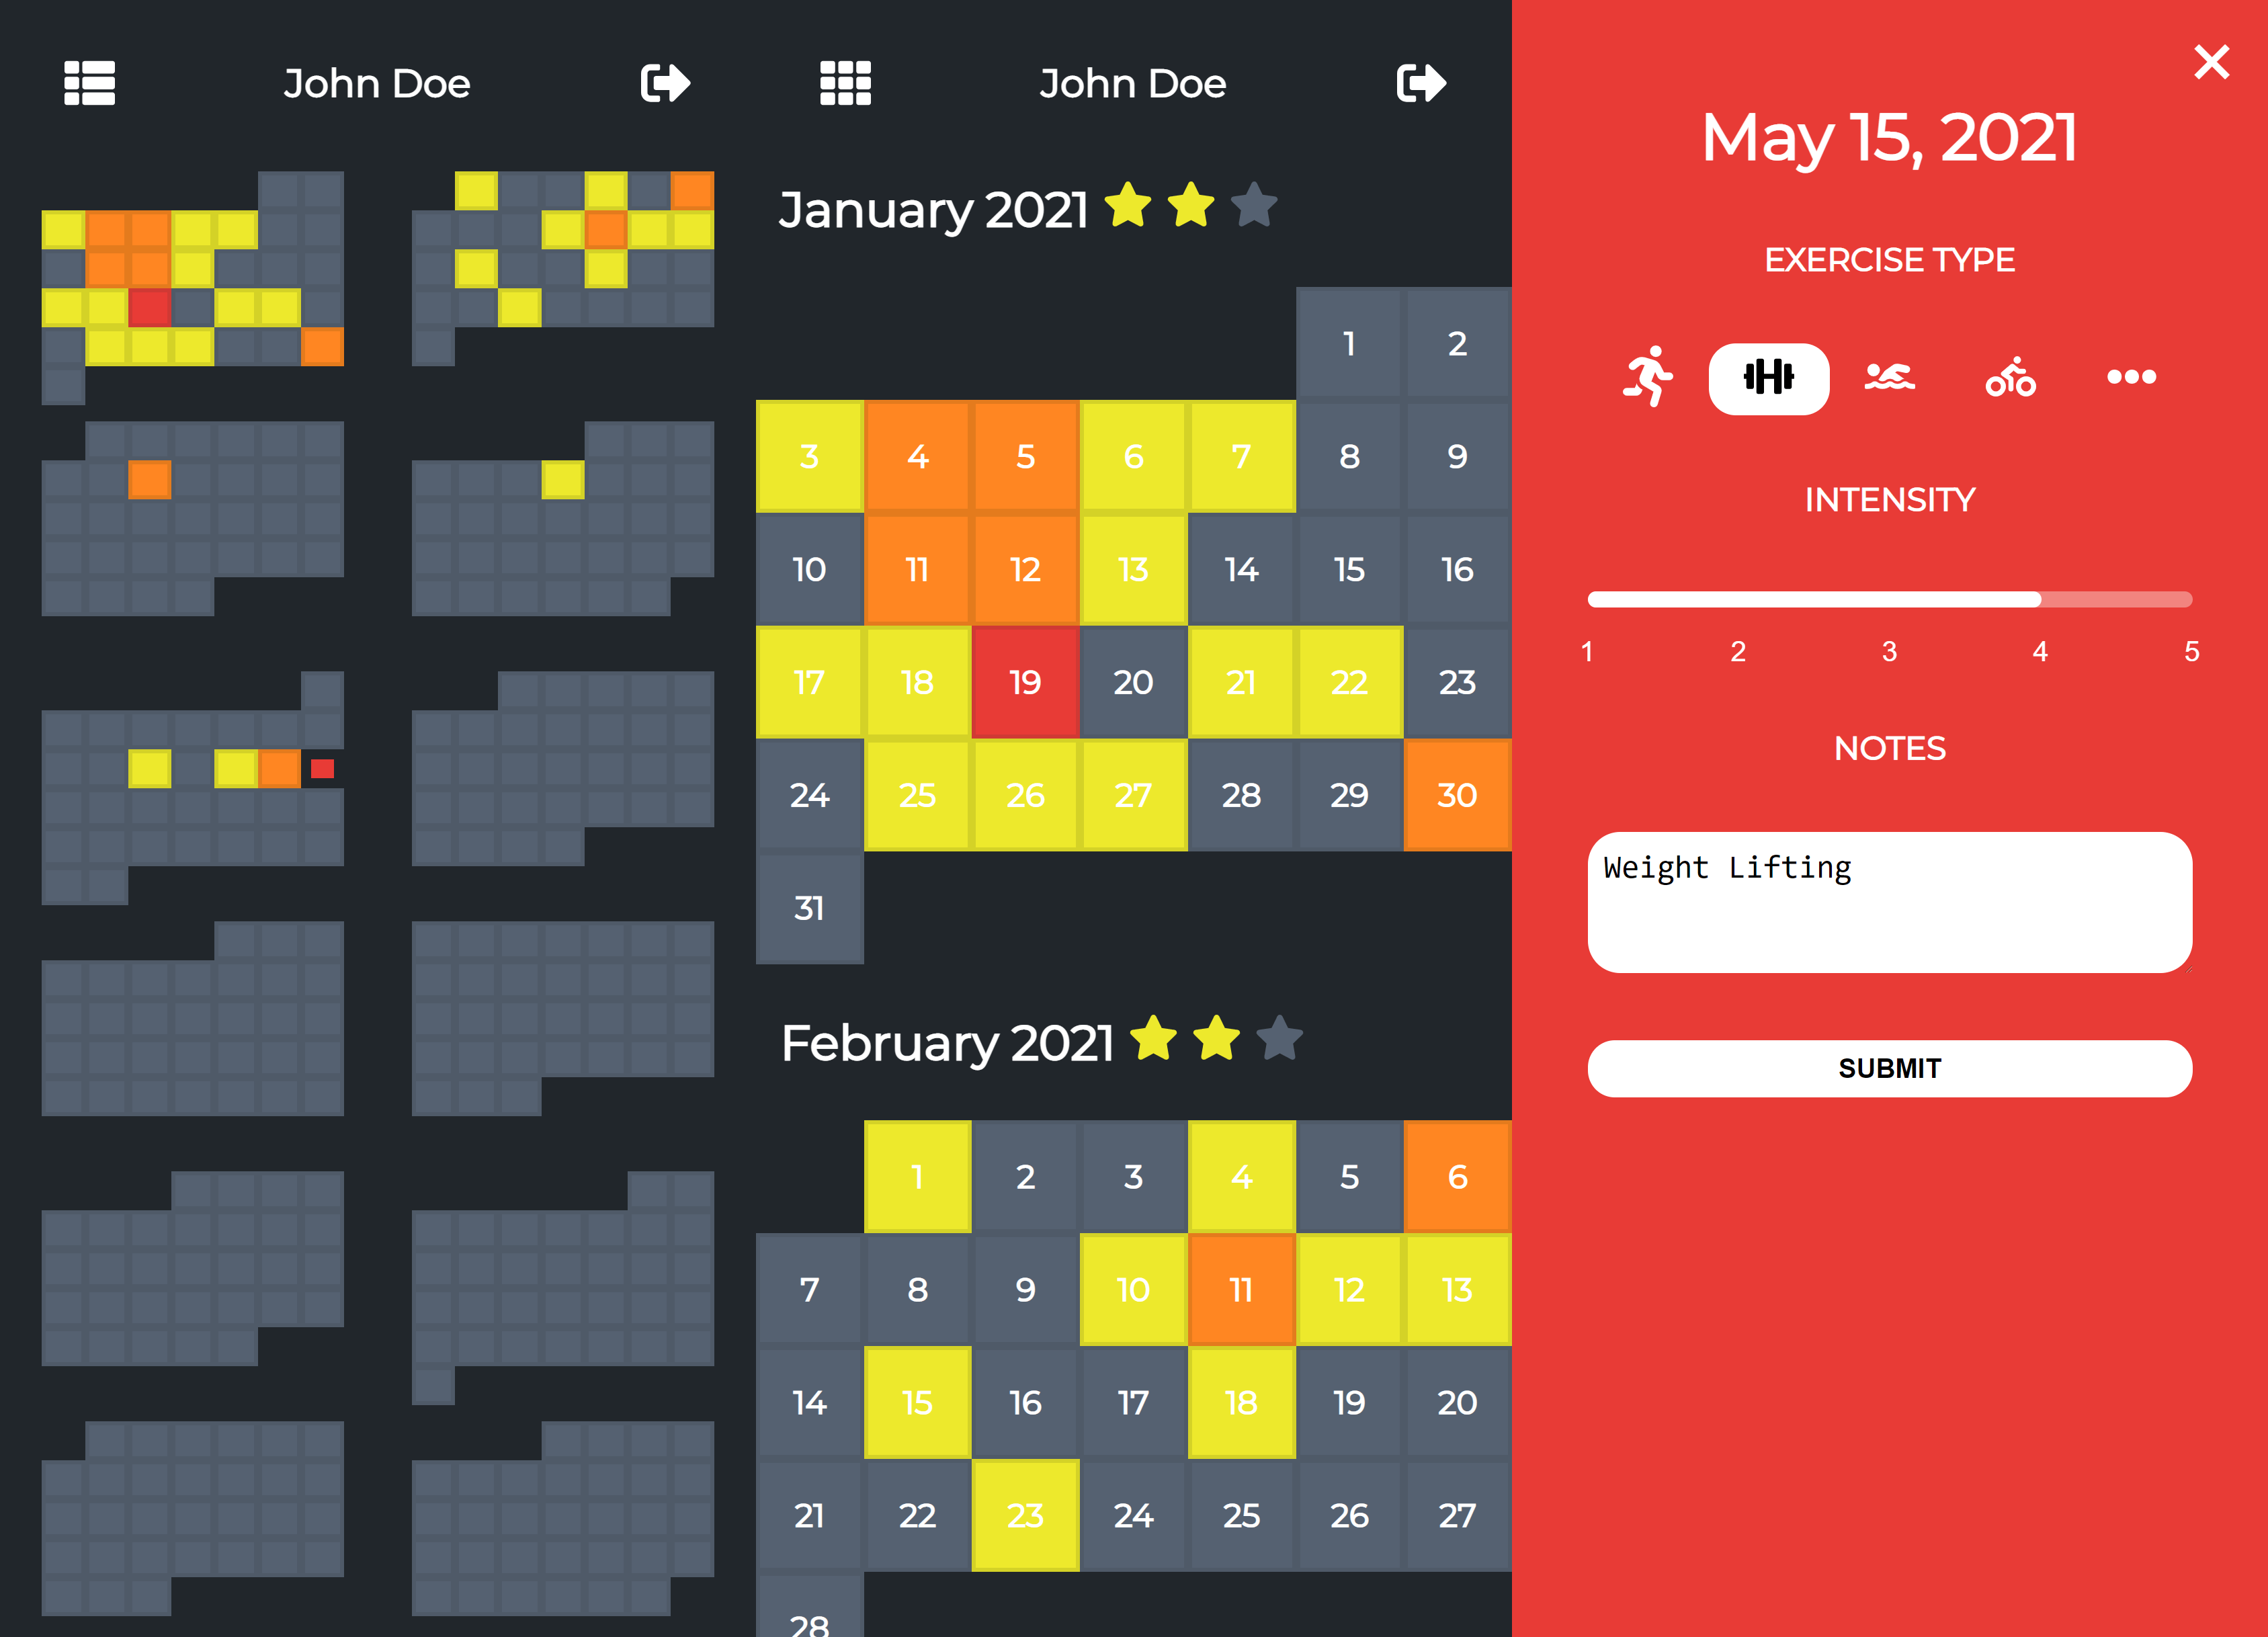 John Doe
John Doe
January 2021
1 2
3 4 5 6 7 8 9
10 11 12 13 14 15 16
17 18 19 20 21 22 23
24 25 26 27 28 29 30
31
February 2021
1 2 3 4 5 6
7 8 9 10 11 12 13
14 15 16 17 18 19 20
21 22 23 24 25 26 27
28
May 15, 2021
EXERCISE TYPE
INTENSITY
1 2 3 4 5
NOTES
Weight Lifting
SUBMIT